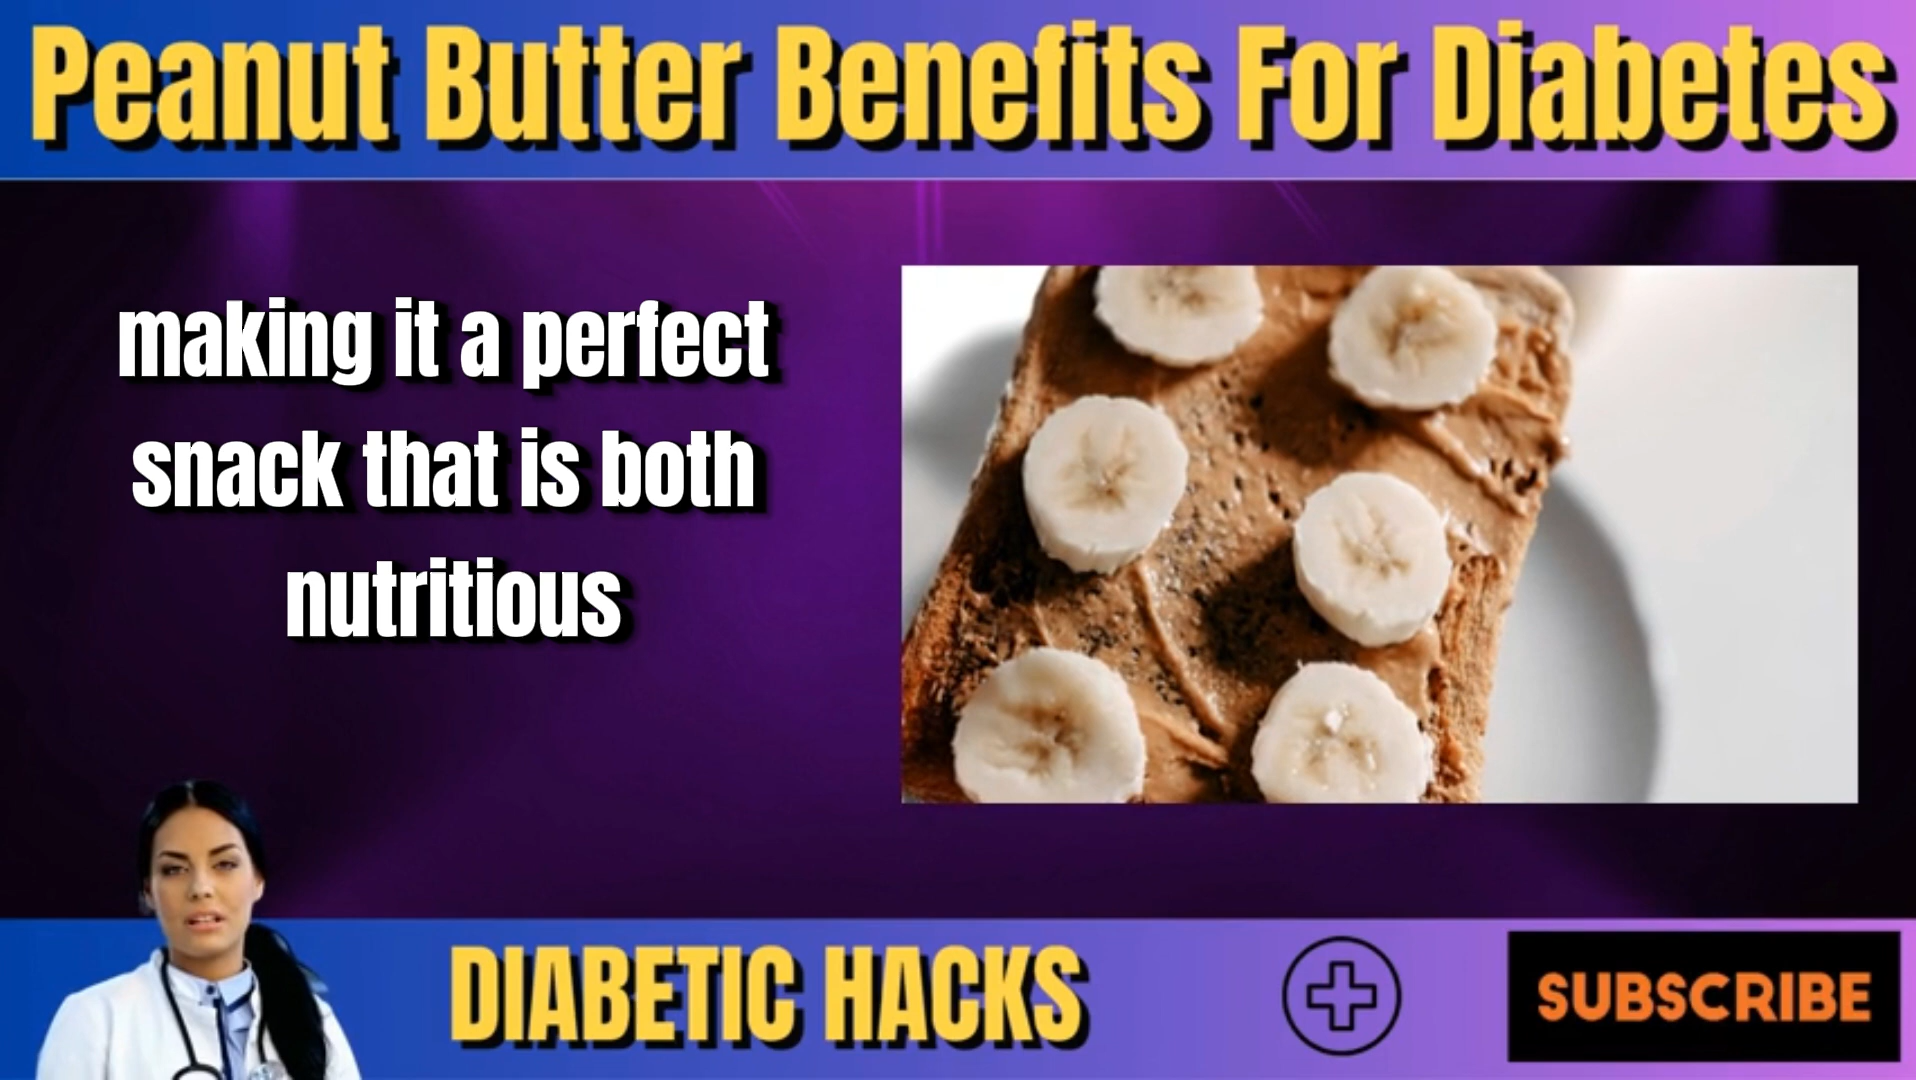 Peanut Butter Benefits For Diabetes
making it a perfect
snack that is both
nutritious
DIABETIC HACKS
SUBSCRIBE